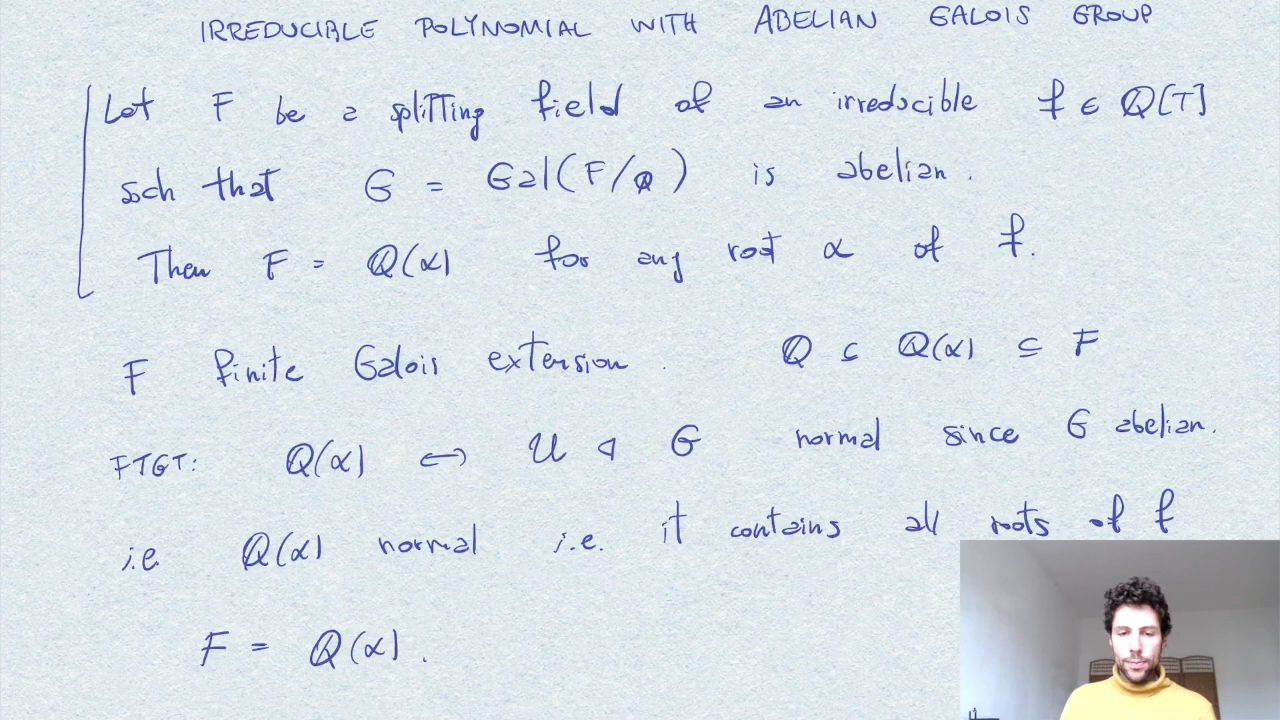 IRREDUCIBLE POLYNOMIAL WITH ABELIAN GALOIS GROUP
Let F be a splitting field of an irreducible f ∈ Q[T]
such that G = Gal(F/Q) is abelian.
Then F = Q(α) for any root α of f.
F finite Galois extension. Q ⊆ Q(α) ⊆ F
FTGT: Q(α) ↔ U ◁ G normal since G abelian.
i.e Q(α) normal i.e. it contains all roots of f
F = Q(α).